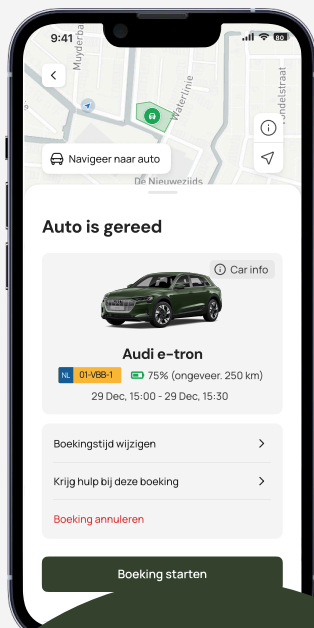 9:41
80
Muyderba
Waterlinie
ndelstraat
Navigeer naar auto
De Nieuwezijds
Auto is gereed
Car info
Audi e-tron
NL 01-VBB-1 75% (ongeveer. 250 km)
29 Dec, 15:00 - 29 Dec, 15:30
Boekingstijd wijzigen
Krijg hulp bij deze boeking
Boeking annuleren
Boeking starten